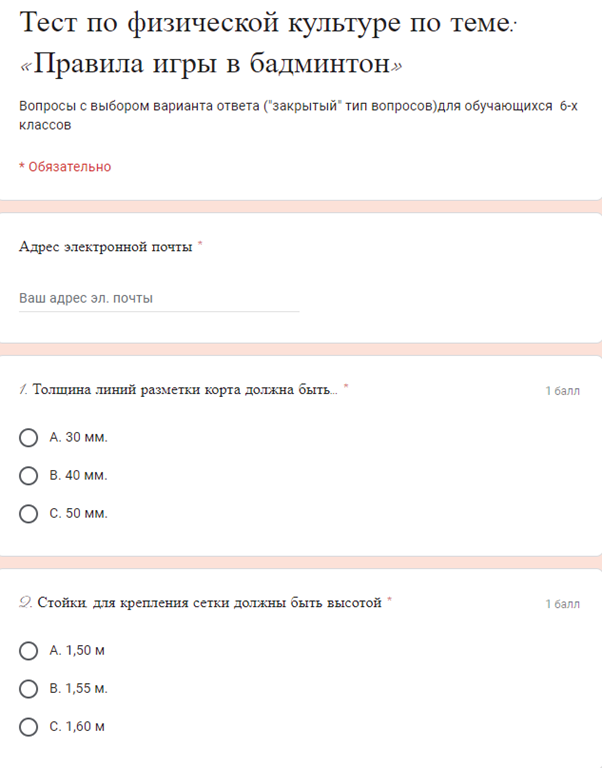 Тест по физической культуре по теме:
«Правила игры в бадминтон»
Вопросы с выбором варианта ответа ("закрытый" тип вопросов)для обучающихся 6-х
классов
* Обязательно
Адрес электронной почты *
Ваш адрес эл. почты
1. Толщина линий разметки корта должна быть... *
1 балл
A. 30 мм.
B. 40 мм.
C. 50 мм.
2. Стойки, для крепления сетки должны быть высотой *
1 балл
A. 1,50 м
B. 1,55 м.
C. 1,60 м